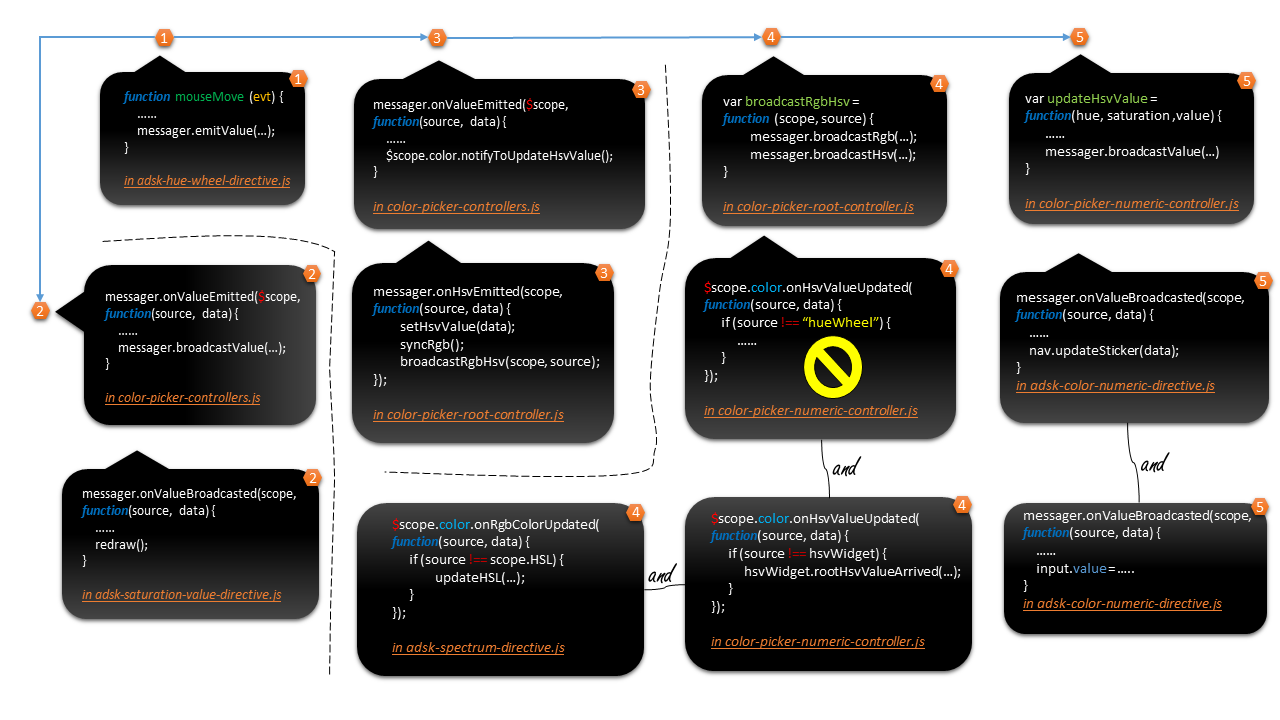 1
3
4
5
1
function mouseMove (evt) {
......
messager.emitValue(...);
}
in adsk-hue-wheel-directive.js
3
messager.onValueEmitted($scope,
function(source, data) {
......
$scope.color.notifyToUpdateHsvValue();
}
in color-picker-controllers.js
4
var broadcastRgbHsv =
function (scope, source) {
messager.broadcastRgb(...);
messager.broadcastHsv(...);
}
in color-picker-root-controller.js
5
var updateHsvValue =
function(hue, saturation ,value) {
......
messager.broadcastValue(...)
}
in color-picker-numeric-controller.js
2
2
messager.onValueEmitted($scope,
function(source, data) {
......
messager.broadcastValue(...);
}
in color-picker-controllers.js
3
messager.onHsvEmitted(scope,
function(source, data) {
setHsvValue(data);
syncRgb();
broadcastRgbHsv(scope, source);
});
in color-picker-root-controller.js
4
$scope.color.onHsvValueUpdated(
function(source, data) {
if (source !== “hueWheel”) {
......
}
});
in color-picker-numeric-controller.js
5
messager.onValueBroadcasted(scope,
function(source, data) {
......
nav.updateSticker(data);
}
in adsk-color-numeric-directive.js
and
and
2
messager.onValueBroadcasted(scope,
function(source, data) {
......
redraw();
}
in adsk-saturation-value-directive.js
4
$scope.color.onRgbColorUpdated(
function(source, data) {
if (source !== scope.HSL) {
updateHSL(...);
}
});
in adsk-spectrum-directive.js
and
4
$scope.color.onHsvValueUpdated(
function(source, data) {
if (source !== hsvWidget) {
hsvWidget.rootHsvValueArrived(...);
}
});
in color-picker-numeric-controller.js
5
messager.onValueBroadcasted(scope,
function(source, data) {
......
input.value = .....
}
in adsk-color-numeric-directive.js